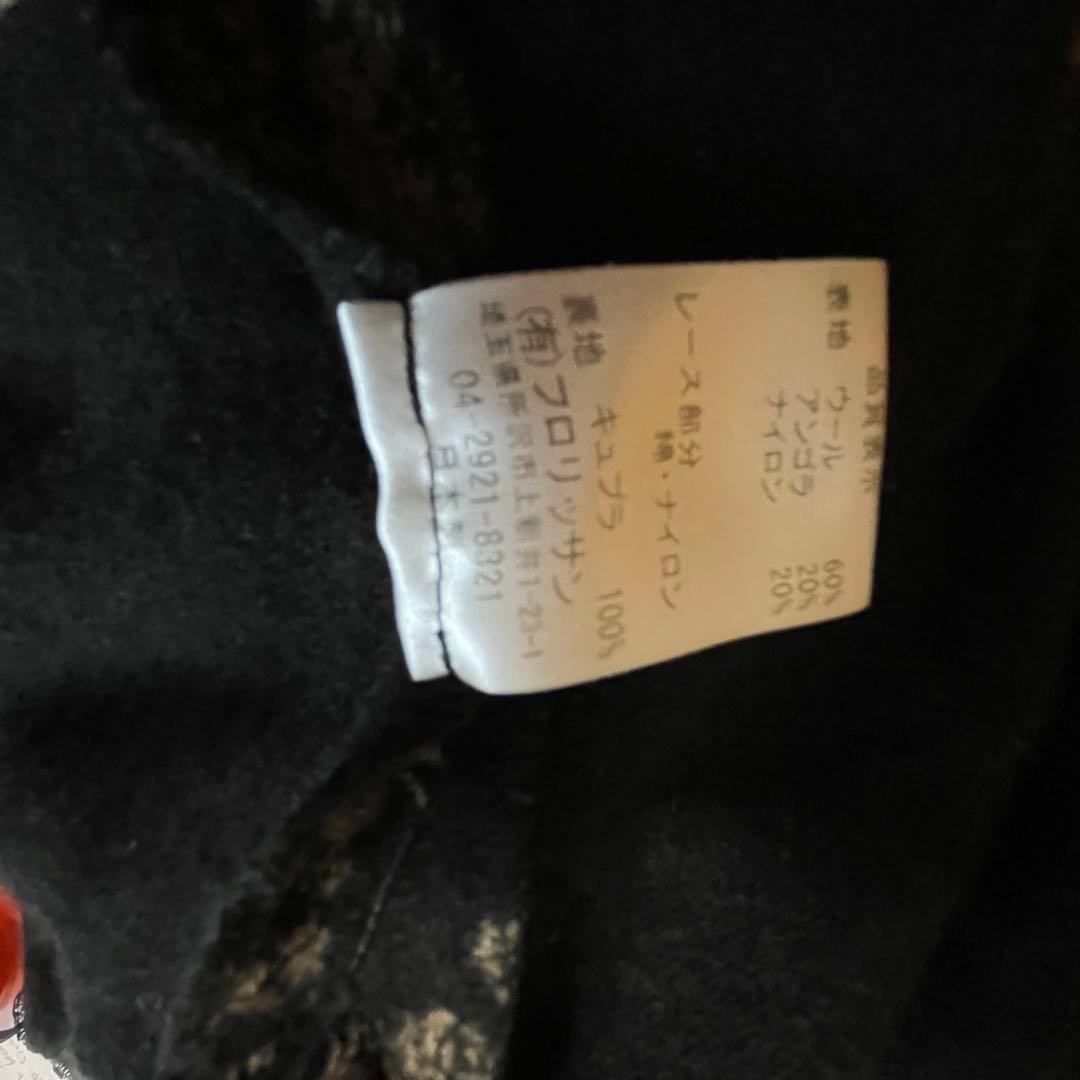 品質表示
表地 ウール 60%
アンゴラ 20%
ナイロン 20%
レース部分
綿・ナイロン
裏地 キュプラ 100%
(有)フロリッサン
埼玉県所沢市上新井1-23-1
04-2921-8321